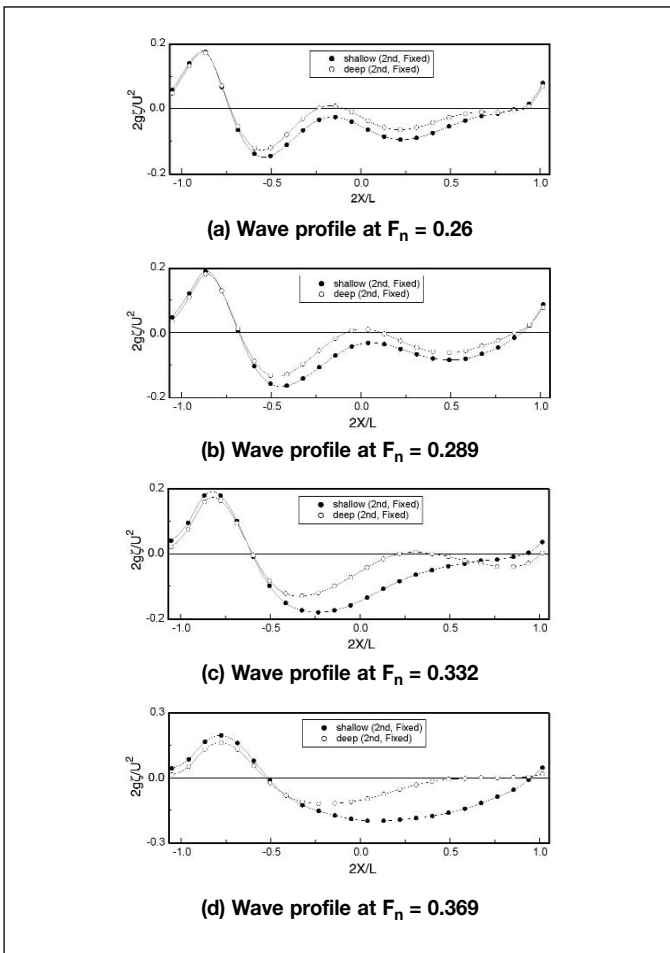 0.2
shallow (2nd, Fixed)
deep (2nd, Fixed)
2gζ/U²
0.0
-0.2
-1.0 -0.5 0.0 0.5 1.0
2X/L
(a) Wave profile at Fn = 0.26
0.2
shallow (2nd, Fixed)
deep (2nd, Fixed)
2gζ/U²
0.0
-0.2
-1.0 -0.5 0.0 0.5 1.0
2X/L
(b) Wave profile at Fn = 0.289
0.2
shallow (2nd, Fixed)
deep (2nd, Fixed)
2gζ/U²
0.0
-0.2
-1.0 -0.5 0.0 0.5 1.0
2X/L
(c) Wave profile at Fn = 0.332
0.3
shallow (2nd, Fixed)
deep (2nd, Fixed)
2gζ/U²
0.0
-0.3
-1.0 -0.5 0.0 0.5 1.0
2X/L
(d) Wave profile at Fn = 0.369